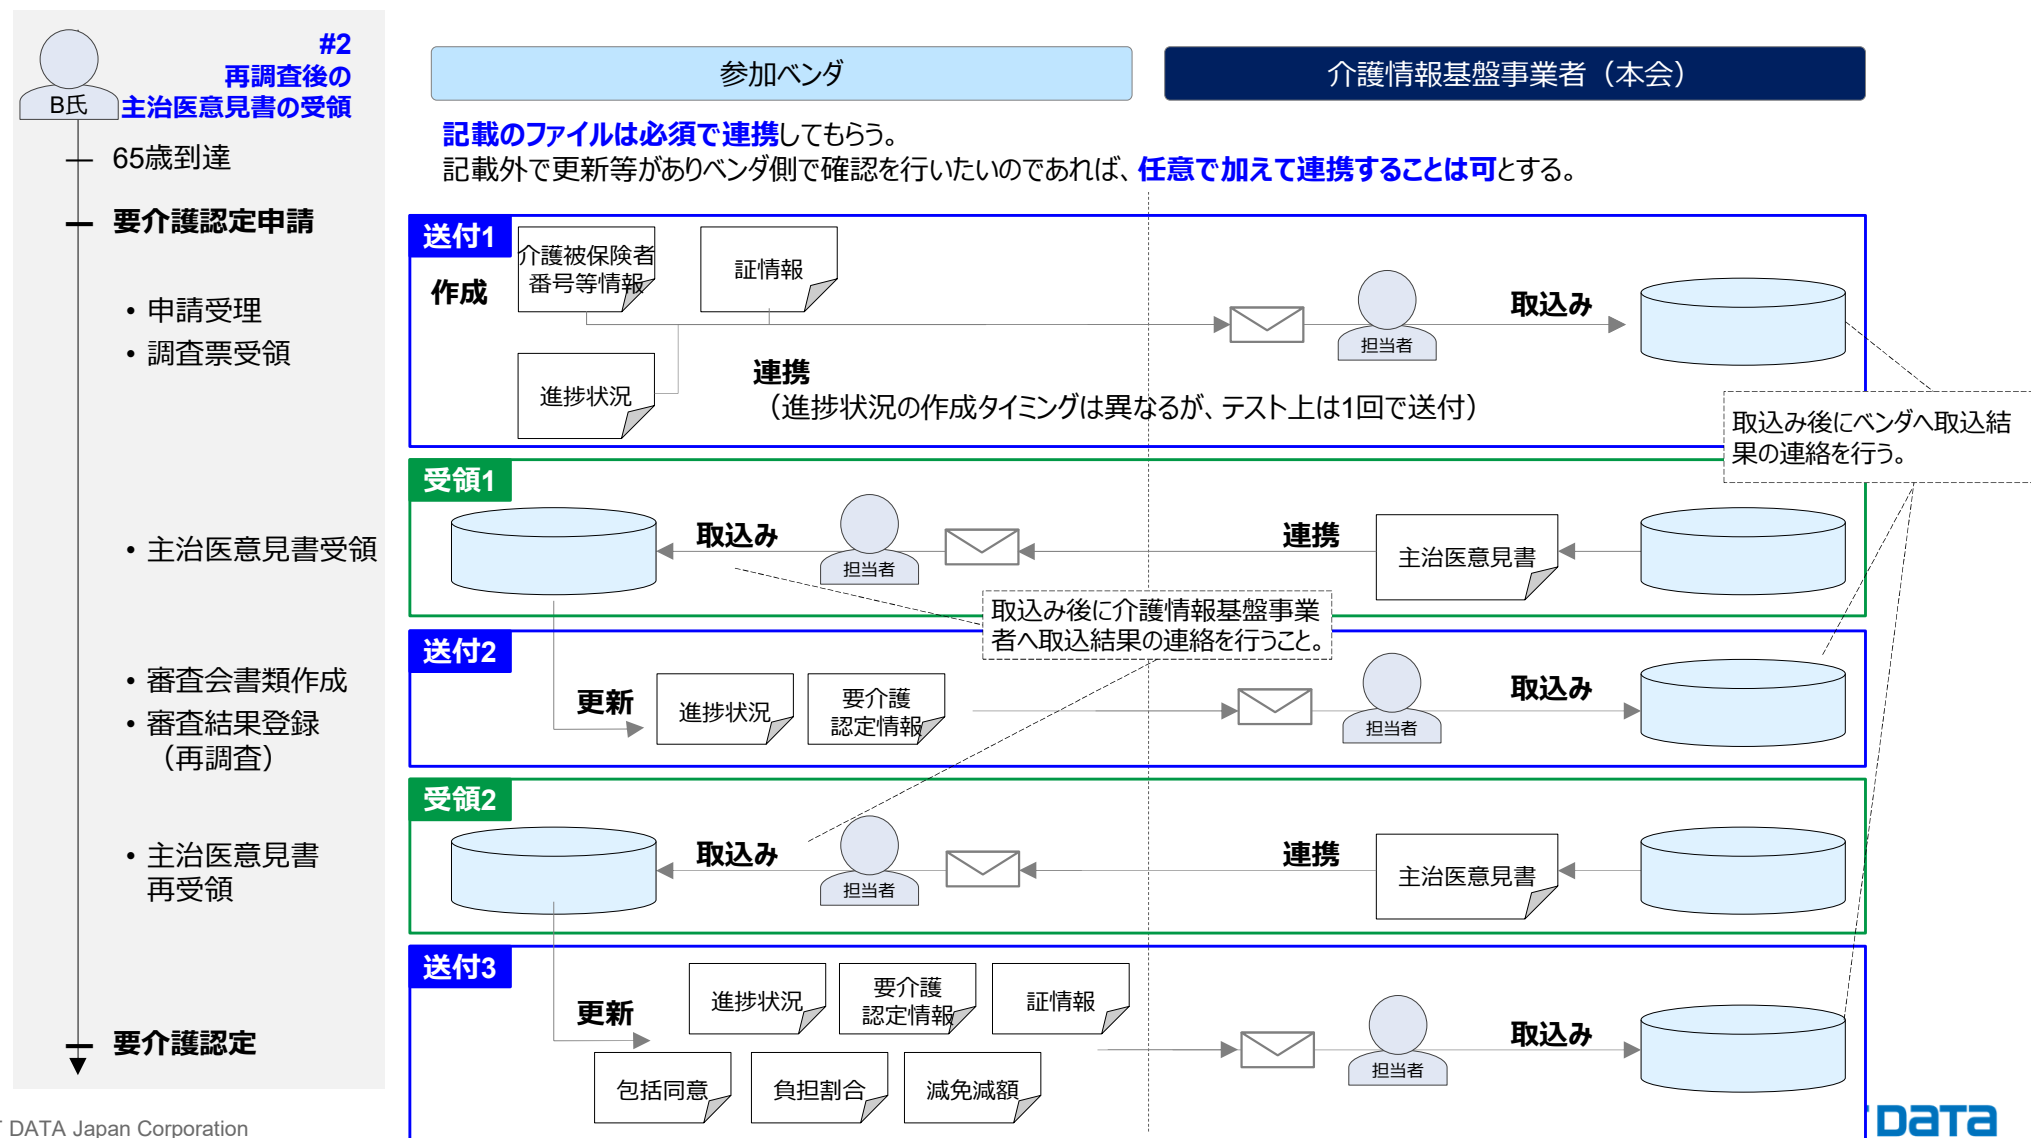 #2
再調査後の
主治医意見書の受領
B氏
65歳到達
要介護認定申請
・申請受理
・調査票受領
・主治医意見書受領
・審査会書類作成
・審査結果登録
（再調査）
・主治医意見書
再受領
要介護認定
参加ベンダ
介護情報基盤事業者（本会）
記載のファイルは必須で連携してもらう。
記載外で更新等がありベンダ側で確認を行いたいのであれば、任意で加えて連携することは可とする。
送付1
作成
介護被保険者
番号等情報
証情報
進捗状況
連携
（進捗状況の作成タイミングは異なるが、テスト上は1回で送付）
担当者
取込み
取込み後にベンダへ取込結
果の連絡を行う。
受領1
取込み
担当者
連携
主治医意見書
取込み後に介護情報基盤事業
者へ取込結果の連絡を行うこと。
送付2
更新
進捗状況
要介護
認定情報
担当者
取込み
受領2
取込み
担当者
連携
主治医意見書
送付3
更新
進捗状況
要介護
認定情報
証情報
包括同意
負担割合
減免減額
担当者
取込み
DATA Japan Corporation
DATA